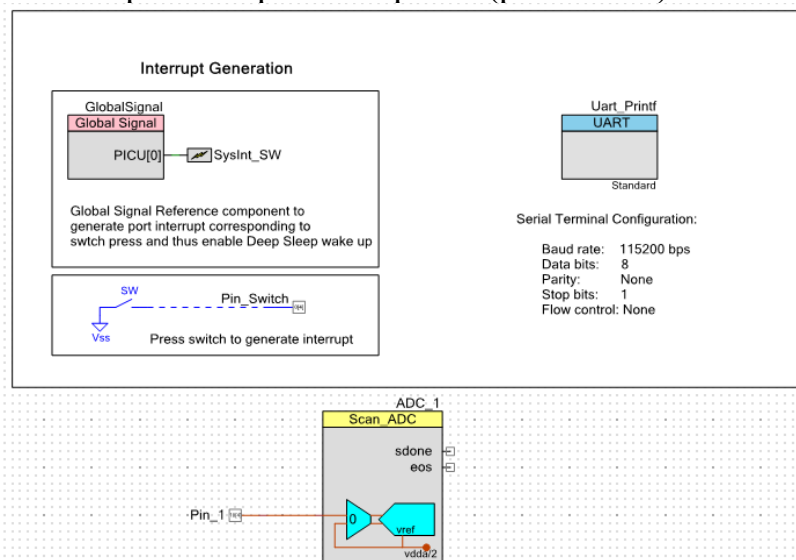 Interrupt Generation
GlobalSignal
Global Signal
PICU[0]
SysInt_SW
Global Signal Reference component to
generate port interrupt corresponding to
swtch press and thus enable Deep Sleep wake up
SW
Pin_Switch
Vss
Press switch to generate interrupt
Uart_Printf
UART
Standard
Serial Terminal Configuration:
Baud rate: 115200 bps
Data bits: 8
Parity: None
Stop bits: 1
Flow control: None
ADC_1
Scan_ADC
sdone
eos
Pin_1
0
vref
vdda/2